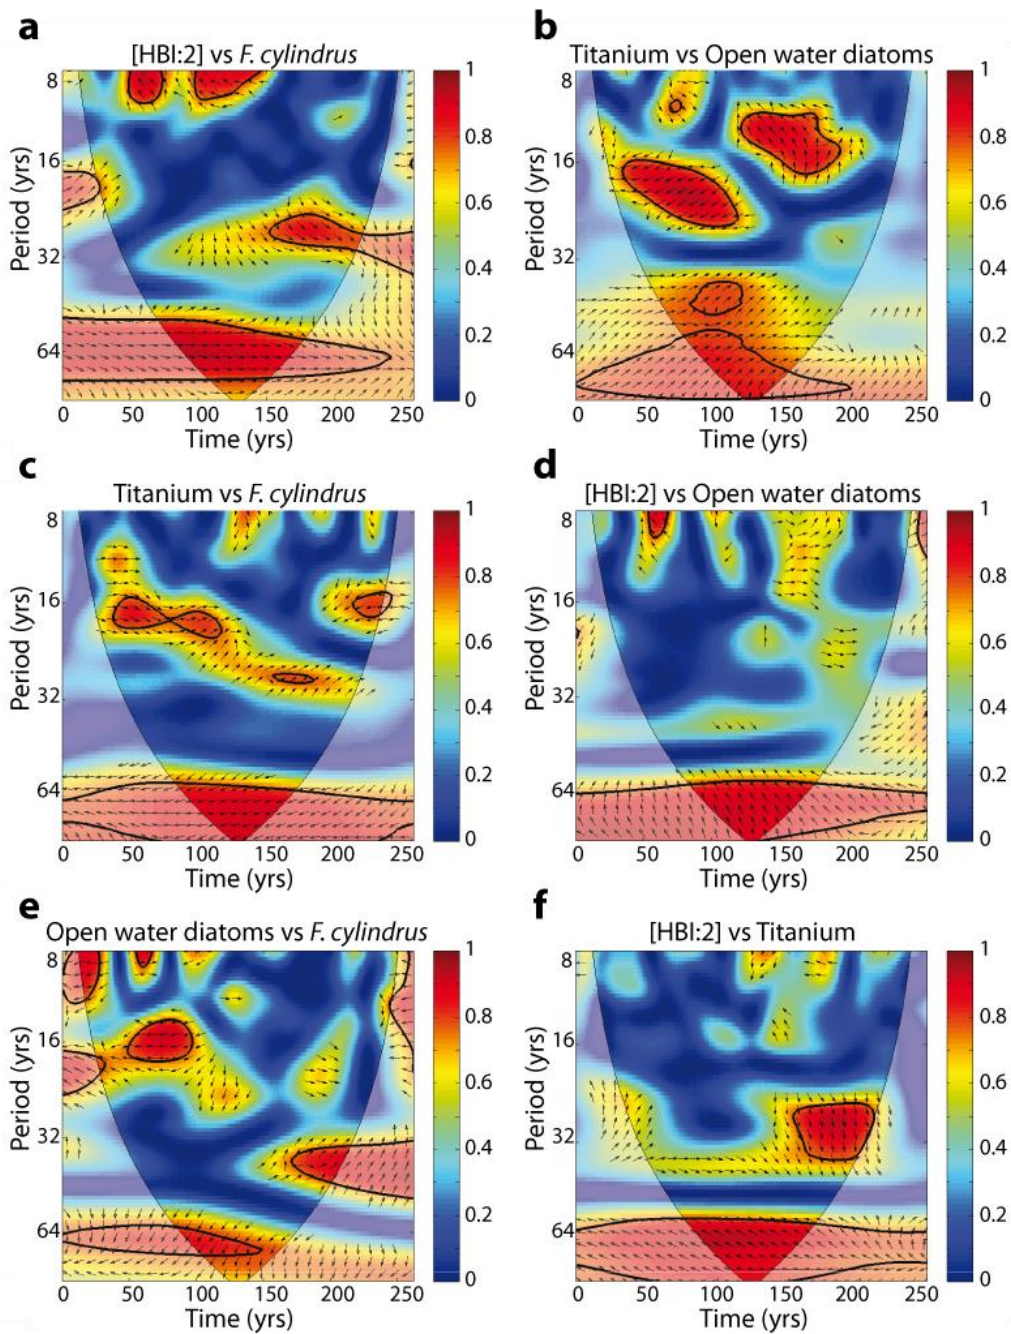 a
[HBI:2] vs F. cylindrus
8
16
32
64
Period (yrs)
0 50 100 150 200 250
Time (yrs)
1
0.8
0.6
0.4
0.2
0
b
Titanium vs Open water diatoms
8
16
32
64
Period (yrs)
0 50 100 150 200 250
Time (yrs)
1
0.8
0.6
0.4
0.2
0
c
Titanium vs F. cylindrus
8
16
32
64
Period (yrs)
0 50 100 150 200 250
Time (yrs)
1
0.8
0.6
0.4
0.2
0
d
[HBI:2] vs Open water diatoms
8
16
32
64
Period (yrs)
0 50 100 150 200 250
Time (yrs)
1
0.8
0.6
0.4
0.2
0
e
Open water diatoms vs F. cylindrus
8
16
32
64
Period (yrs)
0 50 100 150 200 250
Time (yrs)
1
0.8
0.6
0.4
0.2
0
f
[HBI:2] vs Titanium
8
16
32
64
Period (yrs)
0 50 100 150 200 250
Time (yrs)
1
0.8
0.6
0.4
0.2
0